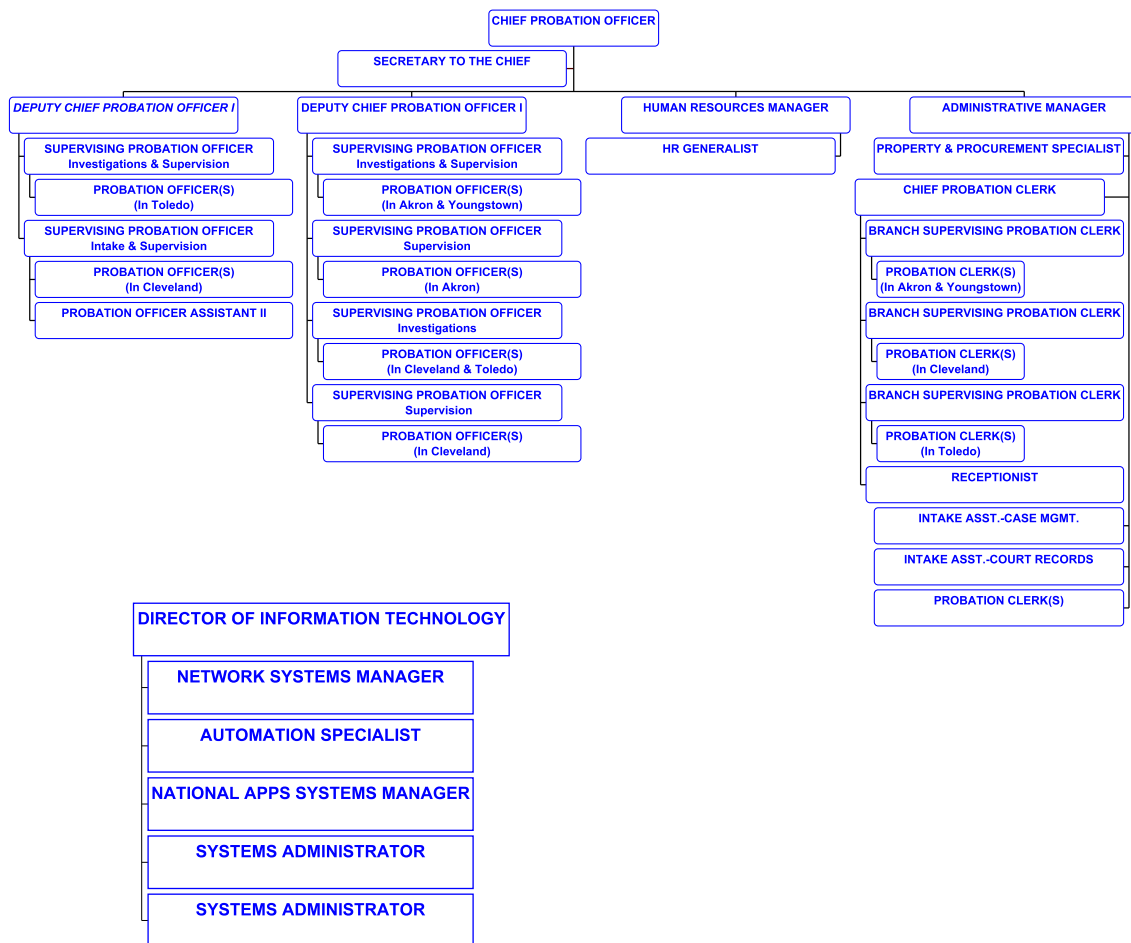 CHIEF PROBATION OFFICER
SECRETARY TO THE CHIEF
DEPUTY CHIEF PROBATION OFFICER I
SUPERVISING PROBATION OFFICER
Investigations & Supervision
PROBATION OFFICER(S)
(In Toledo)
SUPERVISING PROBATION OFFICER
Intake & Supervision
PROBATION OFFICER(S)
(In Cleveland)
PROBATION OFFICER ASSISTANT II
DEPUTY CHIEF PROBATION OFFICER I
SUPERVISING PROBATION OFFICER
Investigations & Supervision
PROBATION OFFICER(S)
(In Akron & Youngstown)
SUPERVISING PROBATION OFFICER
Supervision
PROBATION OFFICER(S)
(In Akron)
SUPERVISING PROBATION OFFICER
Investigations
PROBATION OFFICER(S)
(In Cleveland & Toledo)
SUPERVISING PROBATION OFFICER
Supervision
PROBATION OFFICER(S)
(In Cleveland)
HUMAN RESOURCES MANAGER
HR GENERALIST
ADMINISTRATIVE MANAGER
PROPERTY & PROCUREMENT SPECIALIST
CHIEF PROBATION CLERK
BRANCH SUPERVISING PROBATION CLERK
PROBATION CLERK(S)
(In Akron & Youngstown)
BRANCH SUPERVISING PROBATION CLERK
PROBATION CLERK(S)
(In Cleveland)
BRANCH SUPERVISING PROBATION CLERK
PROBATION CLERK(S)
(In Toledo)
RECEPTIONIST
INTAKE ASST.-CASE MGMT.
INTAKE ASST.-COURT RECORDS
PROBATION CLERK(S)
DIRECTOR OF INFORMATION TECHNOLOGY
NETWORK SYSTEMS MANAGER
AUTOMATION SPECIALIST
NATIONAL APPS SYSTEMS MANAGER
SYSTEMS ADMINISTRATOR
SYSTEMS ADMINISTRATOR